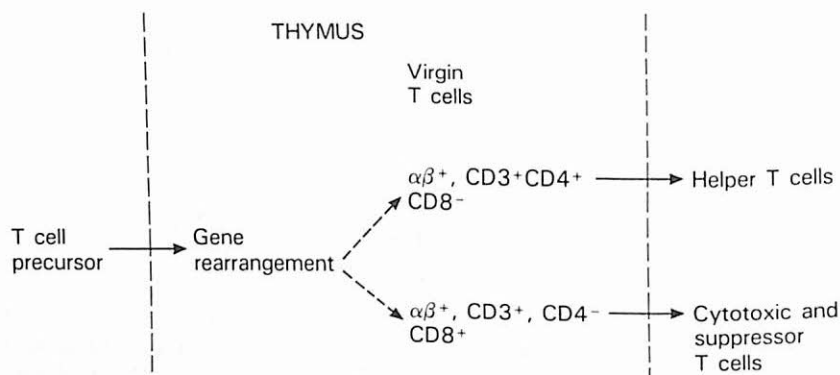 THYMUS
Virgin
T cells
αβ⁺, CD3⁺CD4⁺
CD8⁻
Helper T cells
T cell
precursor
Gene
rearrangement
αβ⁺, CD3⁺, CD4⁻
CD8⁺
Cytotoxic and
suppressor
T cells